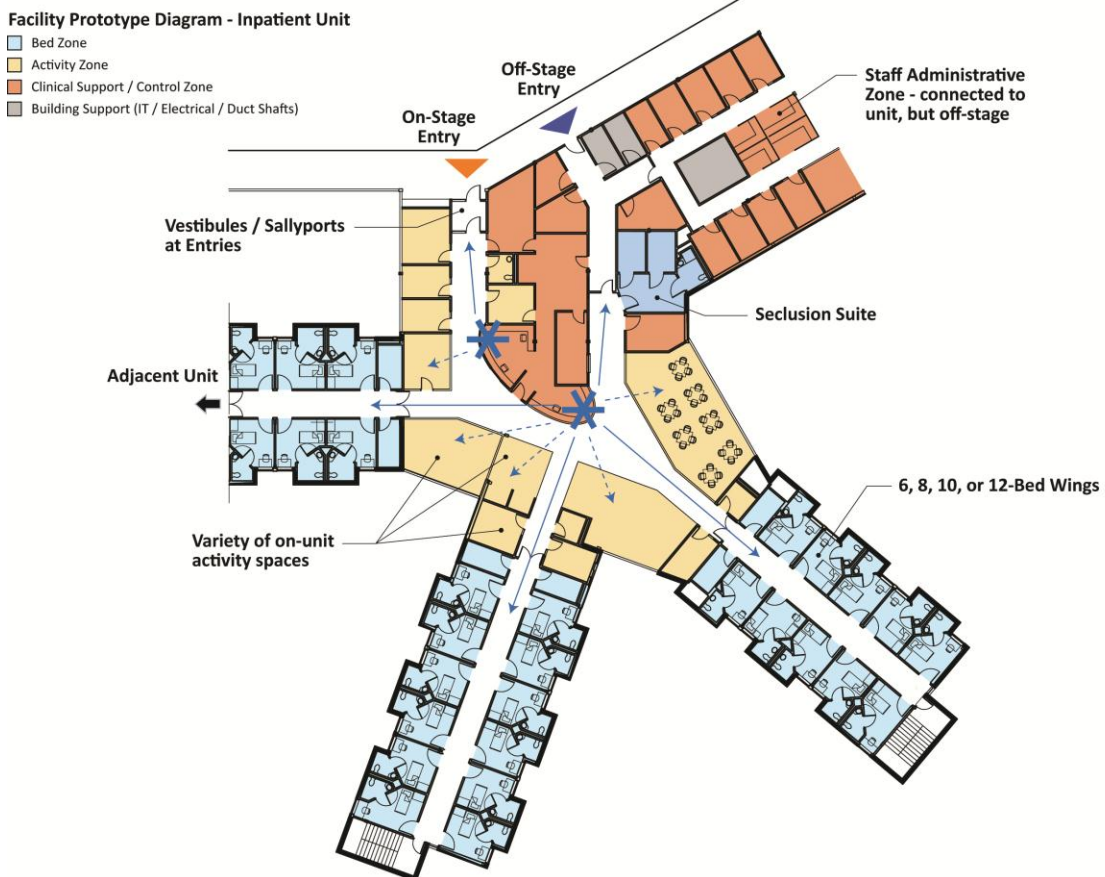 Facility Prototype Diagram - Inpatient Unit
Bed Zone
Activity Zone
Clinical Support / Control Zone
Building Support (IT / Electrical / Duct Shafts)
Off-Stage
Entry
On-Stage
Entry
Staff Administrative
Zone - connected to
unit, but off-stage
Vestibules / Sallyports
at Entries
Seclusion Suite
Adjacent Unit
6, 8, 10, or 12-Bed Wings
Variety of on-unit
activity spaces